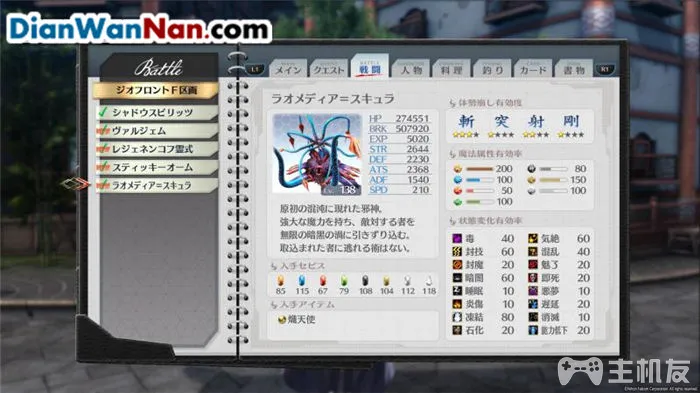 DianWanNan.com
Battle
ジオフロントF区画
シャドウスピリッツ
ヴァルジェム
レジェネンコフ霊式
スティッキーオーム
ラオメディア＝スキュラ
L1 メイン クエスト 戦闘 人物 料理 釣り カード 書物 R1
BATTLE
ラオメディア＝スキュラ
HP 274551
BRK 507920
EXP 5020
STR 2644
DEF 2230
ATS 2368
ADF 1540
SPD 210
Lv. 138
原初の混沌に現れた邪神。
強大な魔力を持ち、敵対する者を
無限の暗黒の渦に引きずり込む。
取込まれた者に逃れる術はない。
入手セピス
85 115 67 79 108 104 112 118
入手アイテム
熾天使
体勢崩し有効度
斬 突 射 剛
魔法属性有効率
200 80
100 150
50 100
100
状態変化有効率
毒 40 気絶 60
封技 60 混乱 40
封魔 20 魅了 20
暗闇 60 即死 20
睡眠 10 悪夢 10
炎傷 10 遅延 20
凍結 80 消滅 10
石化 20 能力低下 20
主机友
©Nihon Falcom Corporation. All rights reserved.